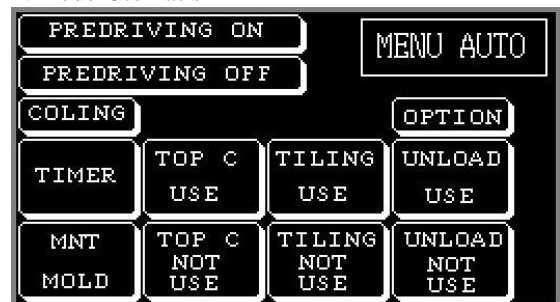 PREDRIVING ON
MENU AUTO
PREDRIVING OFF
COLING
OPTION
TIMER
TOP C
USE
TILING
USE
UNLOAD
USE
MNT
MOLD
TOP C
NOT
USE
TILING
NOT
USE
UNLOAD
NOT
USE